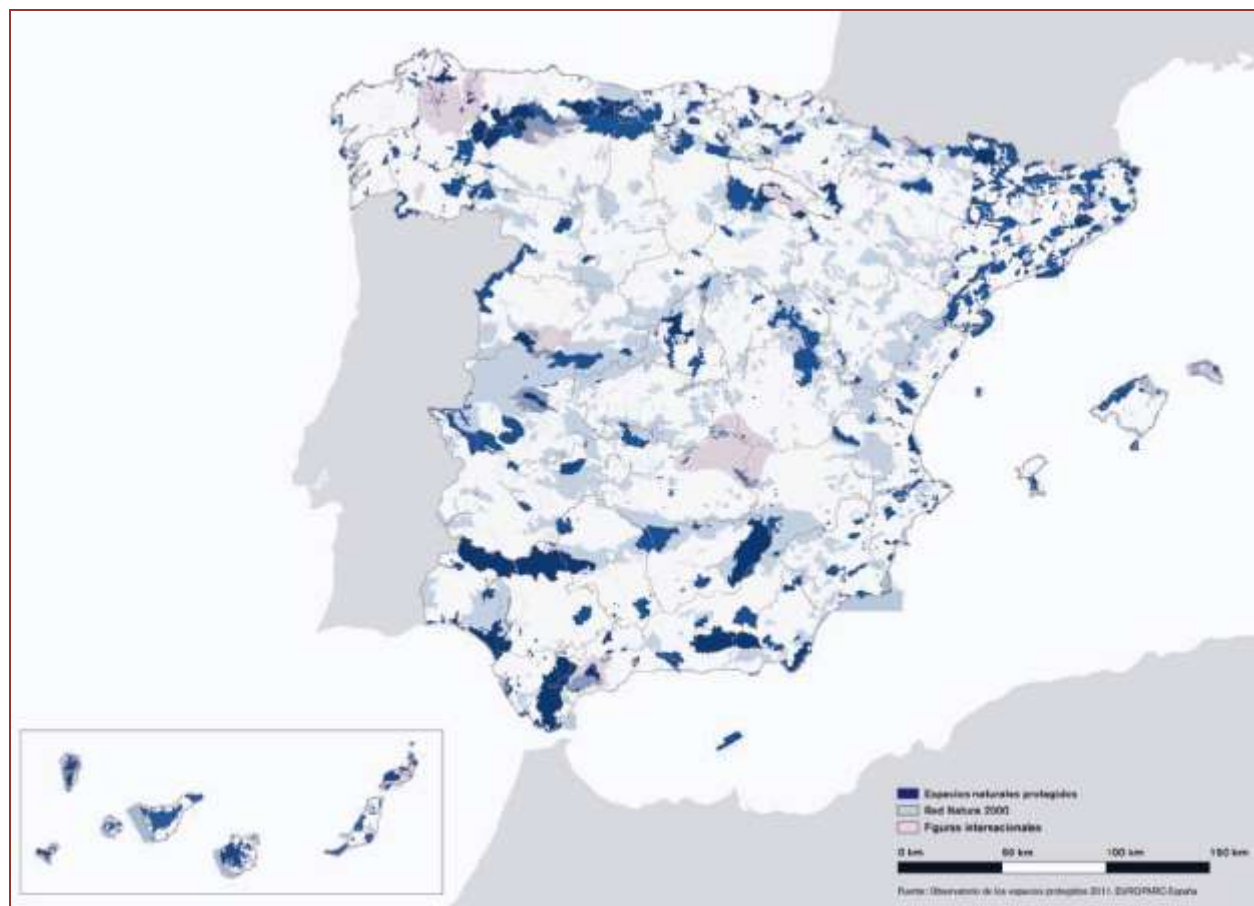 Espacios naturales protegidos
Red Natura 2000
Figuras internacionales
0 km 50 km 100 km 150 km
Fuente: Observatorio de los espacios protegidos 2011. EUROPARC-España